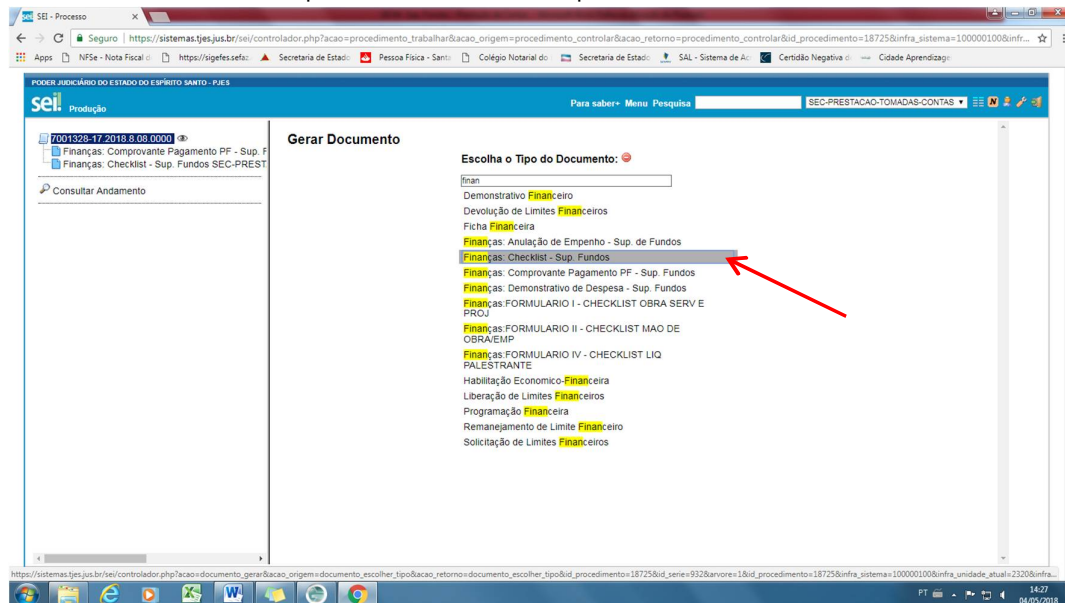 SEI - Processo
Seguro | https://sistemas.tjes.jus.br/sei/controlador.php?acao=procedimento_trabalhar&acao_origem=procedimento_controlar&acao_retorno=procedimento_controlar&id_procedimento=18725&infra_sistema=100000100&infr...
Apps NFSe - Nota Fiscal d https://sigefes.sefaz Secretaria de Estado Pessoa Física - Santa Colégio Notarial do Secretaria de Estado SAL - Sistema de Ac Certidão Negativa d Cidade Aprendizage
PODER JUDICIÁRIO DO ESTADO DO ESPÍRITO SANTO - PJES
sei! Produção Para saber+ Menu Pesquisa SEC-PRESTACAO-TOMADAS-CONTAS
7001328-17.2018.8.08.0000
Finanças: Comprovante Pagamento PF - Sup. F
Finanças: Checklist - Sup. Fundos SEC-PREST
Consultar Andamento
Gerar Documento
Escolha o Tipo do Documento:
finan
Demonstrativo Financeiro
Devolução de Limites Financeiros
Ficha Financeira
Finanças: Anulação de Empenho - Sup. de Fundos
Finanças: Checklist - Sup. Fundos
Finanças: Comprovante Pagamento PF - Sup. Fundos
Finanças: Demonstrativo de Despesa - Sup. Fundos
Finanças:FORMULARIO I - CHECKLIST OBRA SERV E
PROJ
Finanças:FORMULARIO II - CHECKLIST MAO DE
OBRA/EMP
Finanças:FORMULARIO IV - CHECKLIST LIQ
PALESTRANTE
Habilitação Economico-Financeira
Liberação de Limites Financeiros
Programação Financeira
Remanejamento de Limite Financeiro
Solicitação de Limites Financeiros
https://sistemas.tjes.jus.br/sei/controlador.php?acao=documento_gerar&acao_origem=documento_escolher_tipo&acao_retorno=documento_escolher_tipo&id_procedimento=18725&id_serie=932&arvore=1&id_procedimento=18725&infra_sistema=100000100&infra_unidade_atual=2320&infra...
PT 14:27
04/05/2018